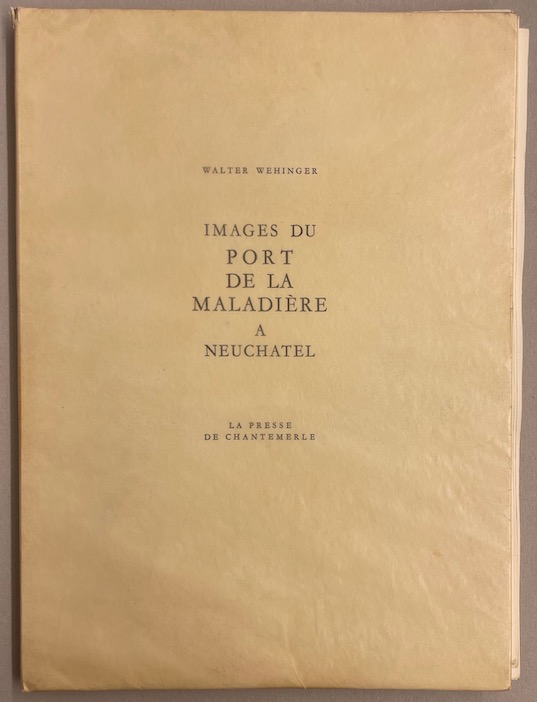 WALTER WEHINGER
IMAGES DU
PORT
DE LA
MALADIÈRE
A
NEUCHATEL
LA PRESSE
DE CHANTEMERLE